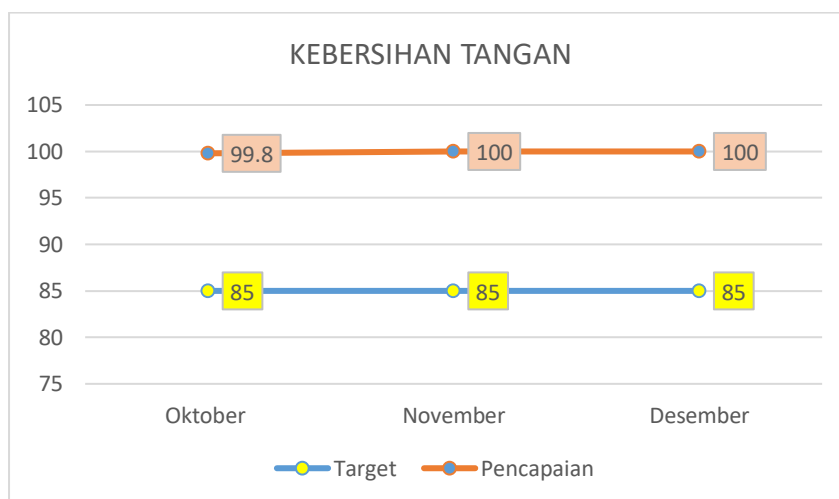 KEBERSIHAN TANGAN
105
100
95
90
85
80
75
99.8
100
100
85
85
85
Oktober
November
Desember
Target
Pencapaian